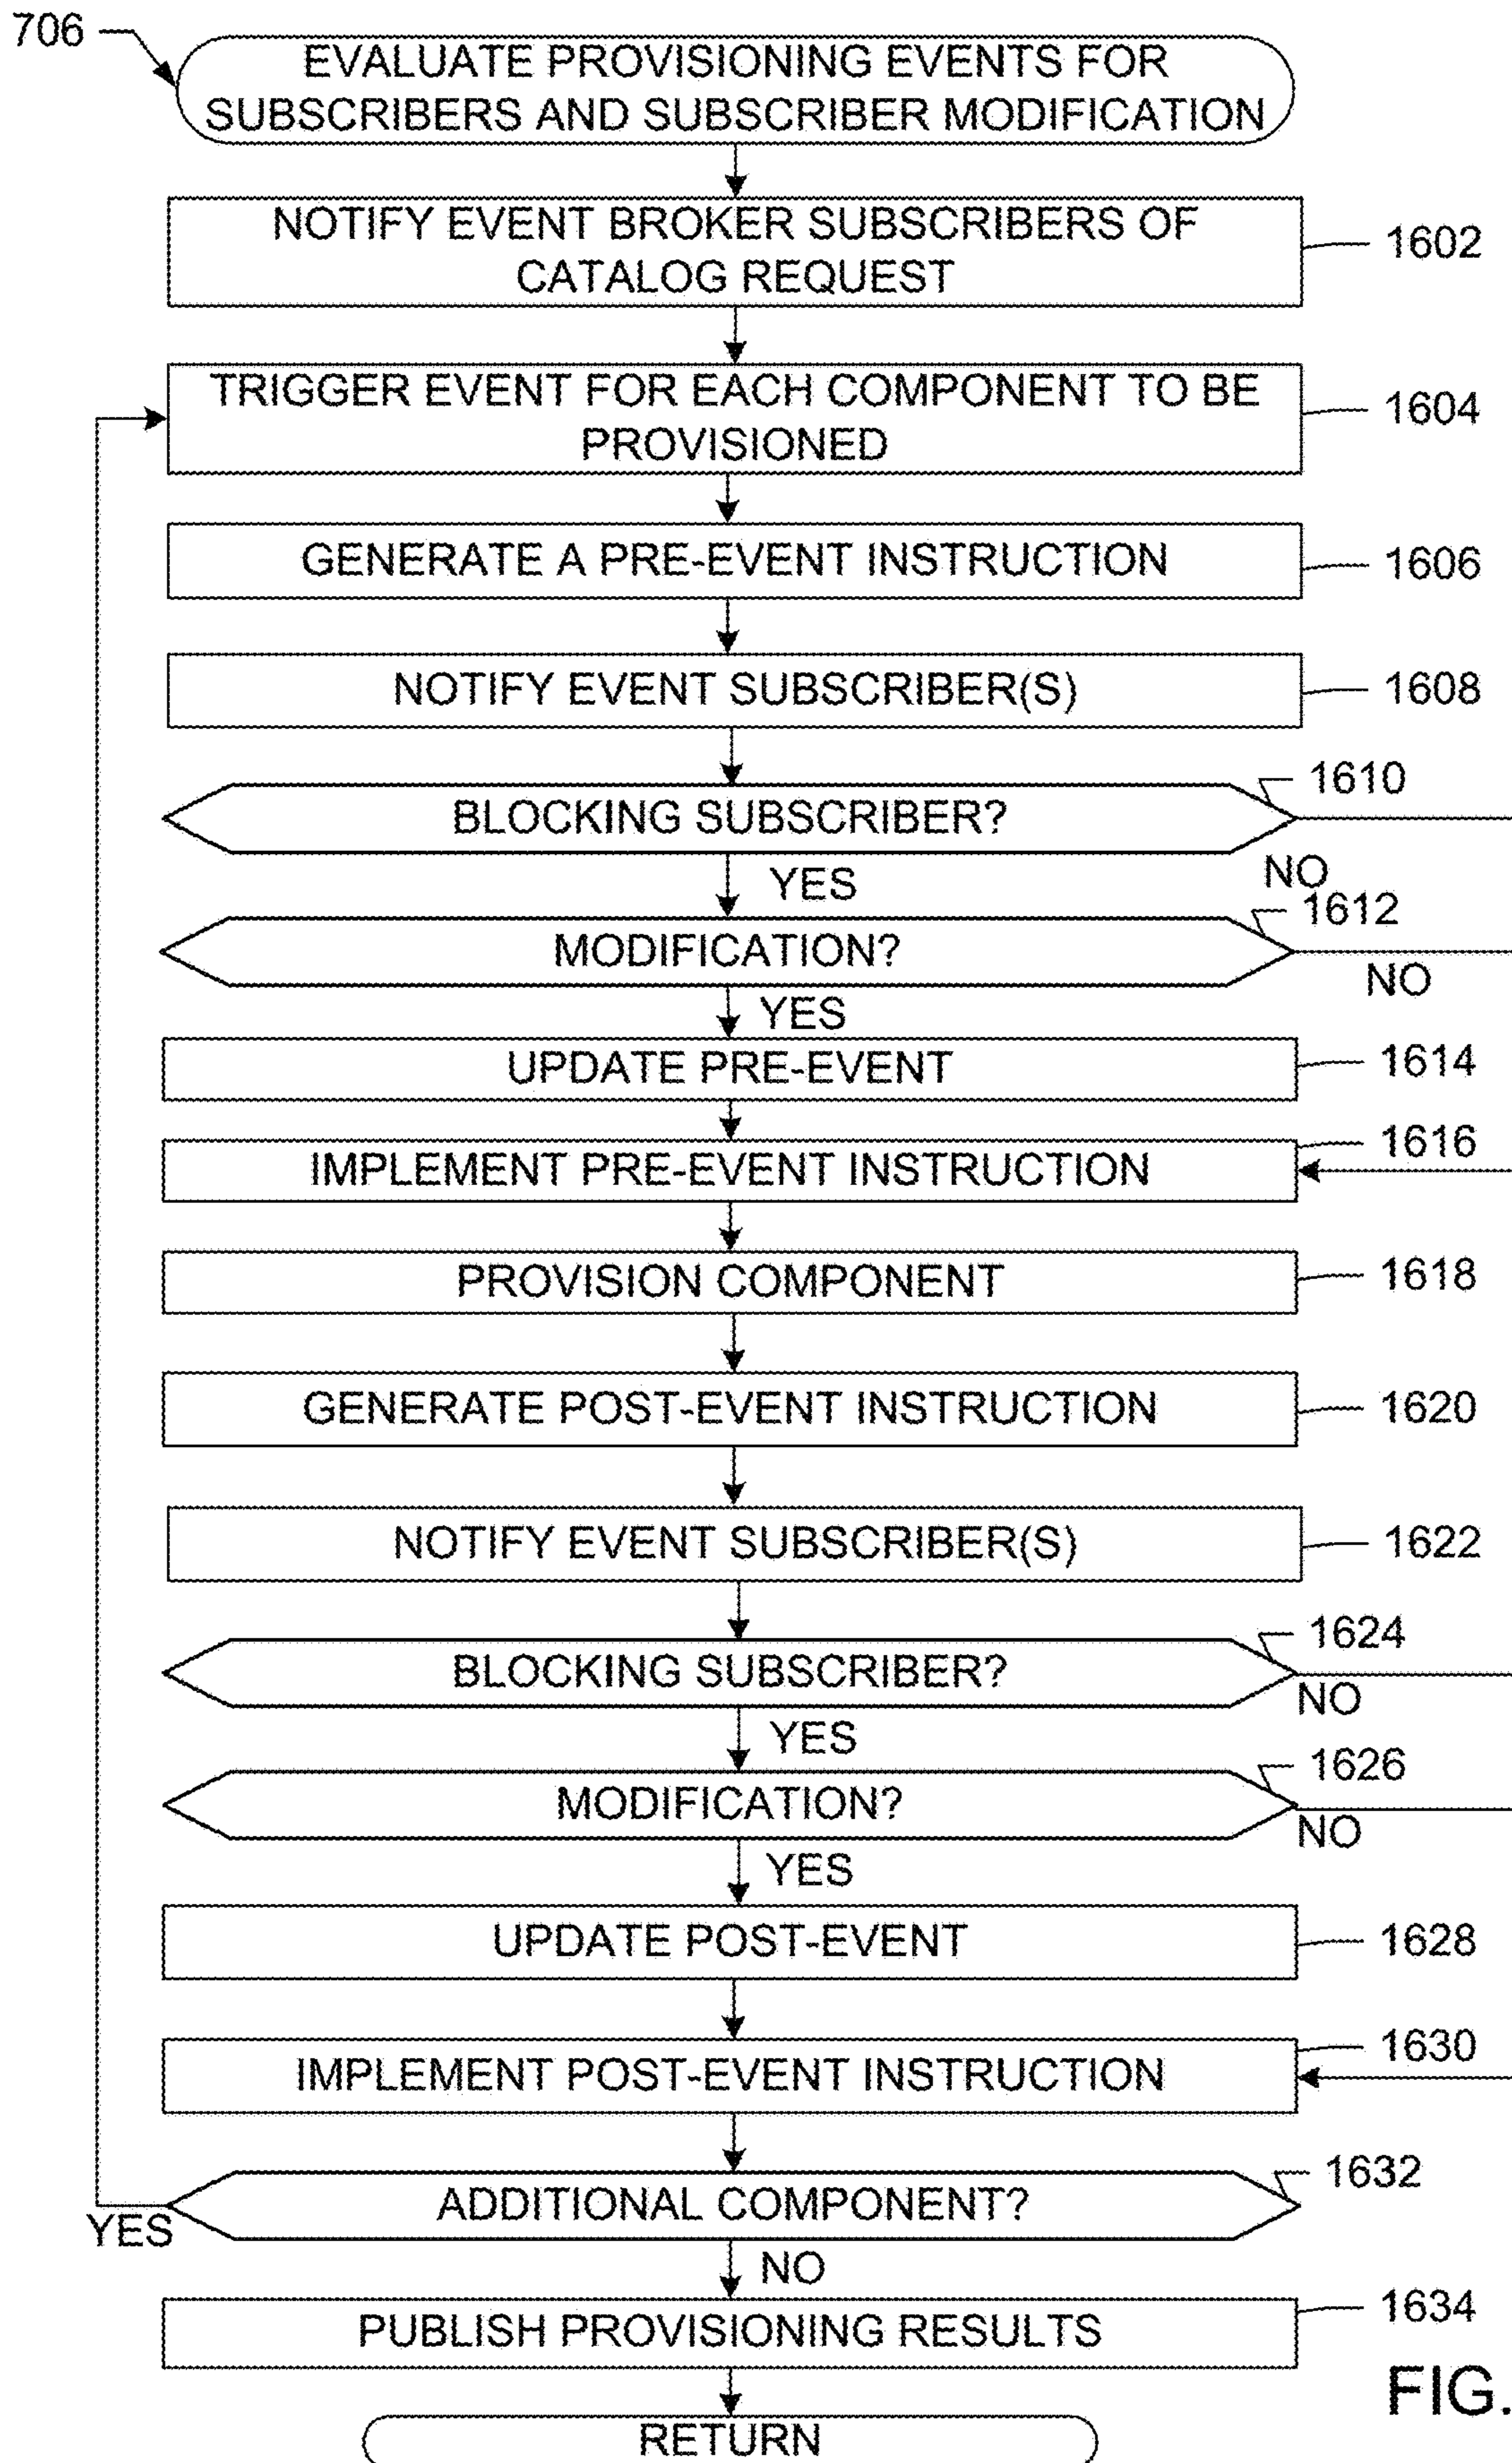 706
EVALUATE PROVISIONING EVENTS FOR
SUBSCRIBERS AND SUBSCRIBER MODIFICATION
NOTIFY EVENT BROKER SUBSCRIBERS OF
CATALOG REQUEST
1602
TRIGGER EVENT FOR EACH COMPONENT TO BE
PROVISIONED
1604
GENERATE A PRE-EVENT INSTRUCTION
1606
NOTIFY EVENT SUBSCRIBER(S)
1608
BLOCKING SUBSCRIBER?
1610
YES
NO
MODIFICATION?
1612
YES
NO
UPDATE PRE-EVENT
1614
IMPLEMENT PRE-EVENT INSTRUCTION
1616
PROVISION COMPONENT
1618
GENERATE POST-EVENT INSTRUCTION
1620
NOTIFY EVENT SUBSCRIBER(S)
1622
BLOCKING SUBSCRIBER?
1624
YES
NO
MODIFICATION?
1626
YES
NO
UPDATE POST-EVENT
1628
IMPLEMENT POST-EVENT INSTRUCTION
1630
ADDITIONAL COMPONENT?
1632
YES
NO
PUBLISH PROVISIONING RESULTS
1634
FIG.
RETURN